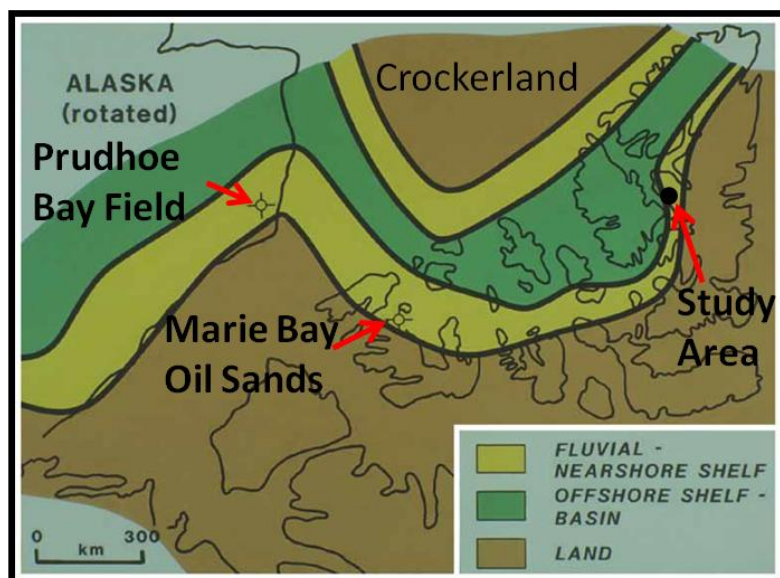 ALASKA
(rotated)
Crockerland
Prudhoe
Bay Field
Marie Bay
Oil Sands
Study
Area
FLUVIAL -
NEARSHORE SHELF
OFFSHORE SHELF -
BASIN
LAND
0 300
km